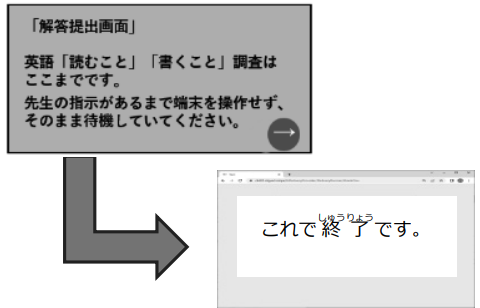 「解答提出画面」
英語「読むこと」「書くこと」調査は
ここまでです。
先生の指示があるまで端末を操作せず、
そのまま待機していてください。
→
しゅうりょう
これで終了です。